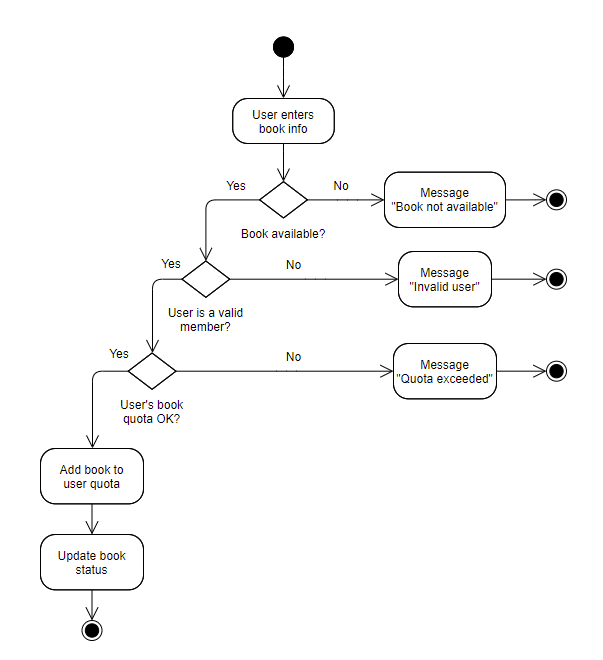 User enters
book info
Yes
No
Message
"Book not available"
Book available?
Yes
No
Message
"Invalid user"
User is a valid
member?
Yes
No
Message
"Quota exceeded"
User's book
quota OK?
Add book to
user quota
Update book
status